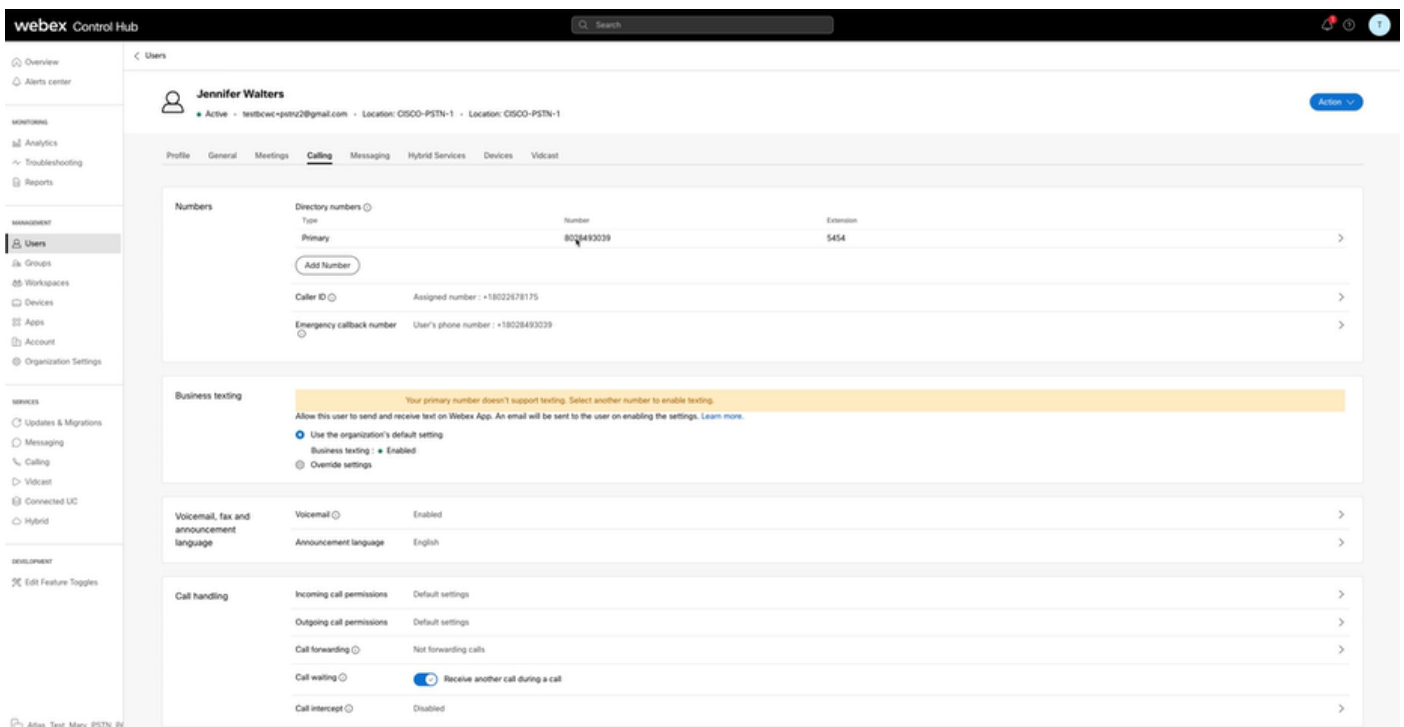 webex Control Hub
Search
1
T
Overview
Alerts center
MONITORING
Analytics
Troubleshooting
Reports
MANAGEMENT
Users
Groups
Workspaces
Devices
Apps
Account
Organization Settings
SERVICES
Updates & Migrations
Messaging
Calling
Vidcast
Connected UC
Hybrid
DEVELOPMENT
Edit Feature Toggles
Atlas_Test_Mary_PSTN_
Users
Jennifer Walters
Active • testbcwc+pstnz2@gmail.com • Location: CISCO-PSTN-1 • Location: CISCO-PSTN-1
Action
Profile General Meetings Calling Messaging Hybrid Services Devices Vidcast
Numbers
Directory numbers
Type Number Extension
Primary 8028493039 5454
Add Number
Caller ID Assigned number : +18022678175
Emergency callback number User's phone number : +18028493039
Business texting
Your primary number doesn't support texting. Select another number to enable texting.
Allow this user to send and receive text on Webex App. An email will be sent to the user on enabling the settings. Learn more.
Use the organization's default setting
Business texting : • Enabled
Override settings
Voicemail, fax and
announcement
language
Voicemail Enabled
Announcement language English
Call handling
Incoming call permissions Default settings
Outgoing call permissions Default settings
Call forwarding Not forwarding calls
Call waiting Receive another call during a call
Call intercept Disabled